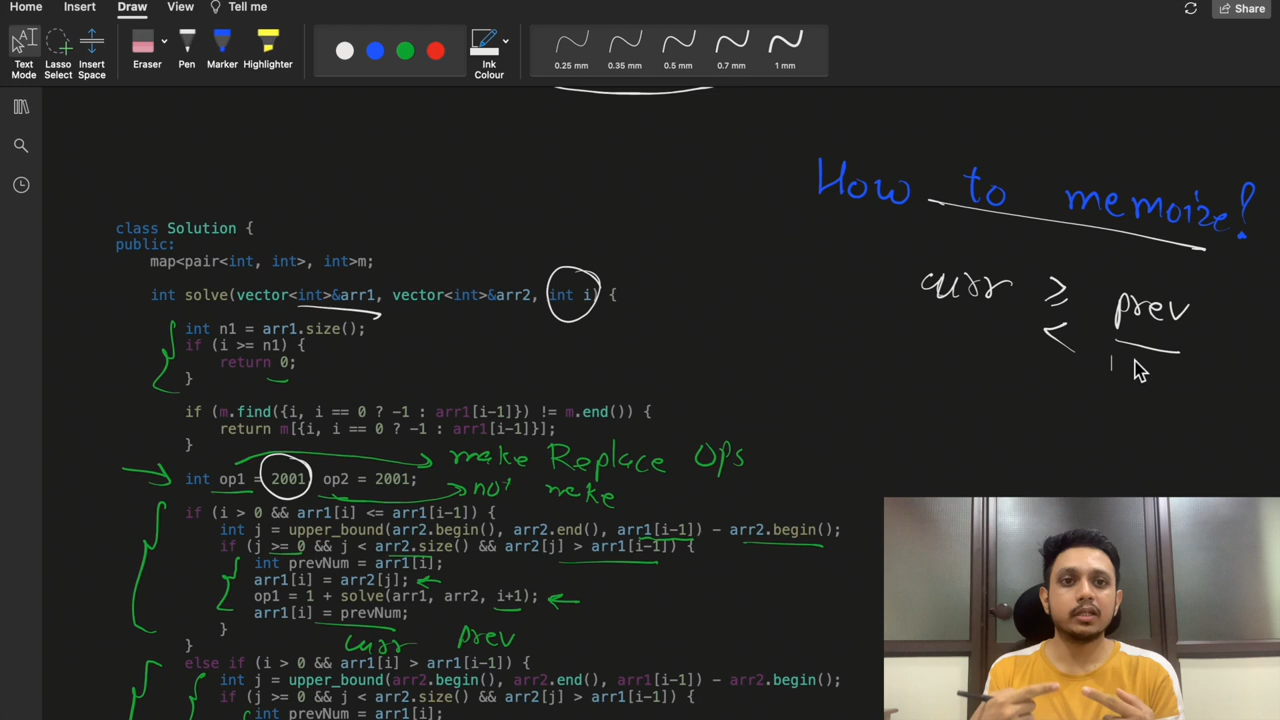 Home Insert Draw View Tell me
Share
Text Mode
Lasso Select
Insert Space
Eraser
Pen
Marker
Highlighter
Ink Colour
0.25 mm
0.35 mm
0.5 mm
0.7 mm
1 mm
How to memoize!
curr ≥ prev
<
class Solution {
public:
map<pair<int, int>, int>m;
int solve(vector<int>&arr1, vector<int>&arr2, int i) {
int n1 = arr1.size();
if (i >= n1) {
return 0;
}
if (m.find({i, i == 0 ? -1 : arr1[i-1]}) != m.end()) {
return m[{i, i == 0 ? -1 : arr1[i-1]}];
}
make Replace Ops
int op1 = 2001, op2 = 2001;
not make
if (i > 0 && arr1[i] <= arr1[i-1]) {
int j = upper_bound(arr2.begin(), arr2.end(), arr1[i-1]) - arr2.begin();
if (j >= 0 && j < arr2.size() && arr2[j] > arr1[i-1]) {
int prevNum = arr1[i];
arr1[i] = arr2[j];
op1 = 1 + solve(arr1, arr2, i+1);
arr1[i] = prevNum;
}
curr prev
}
else if (i > 0 && arr1[i] > arr1[i-1]) {
int j = upper_bound(arr2.begin(), arr2.end(), arr1[i-1]) - arr2.begin();
if (j >= 0 && j < arr2.size() && arr2[j] > arr1[i-1]) {
int prevNum = arr1[i];